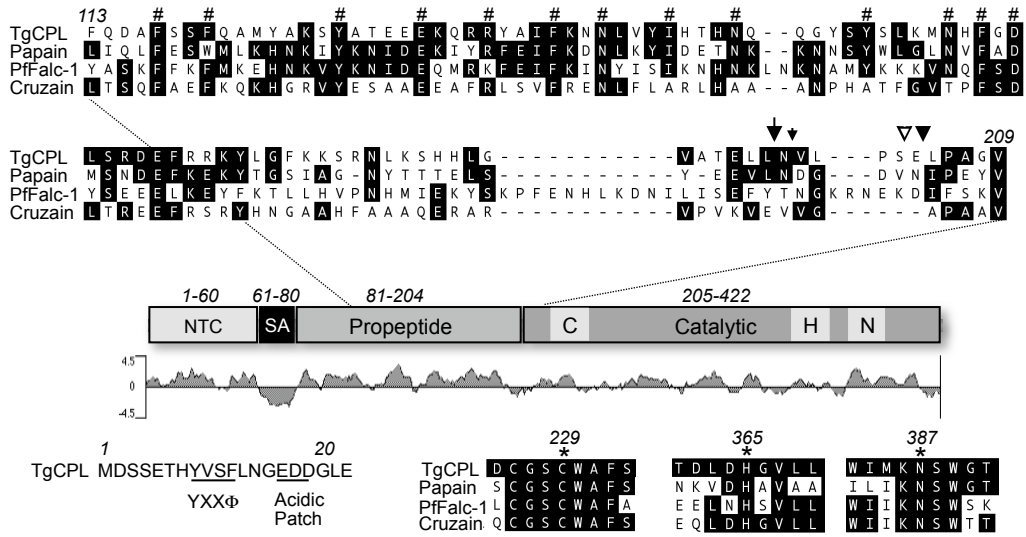 113 # # # # # # # # # # # # #
TgCPL F Q D A F S S F Q A M Y A K S Y A T E E E K Q R R Y A I F K N N L V Y I H T H N Q - - Q G Y S Y S L K M N H F G D
Papain L I Q L F E S W M L K H N K I Y K N I D E K I Y R F E I F K D N L K Y I D E T N K - - K N N S Y W L G L N V F A D
PfFalc-1 Y A S K F F K F M K E H N K V Y K N I D E Q M R K F E I F K I N Y I S I K N H N K L N K N A M Y K K K V N Q F S D
Cruzain L T S Q F A E F K Q K H G R V Y E S A A E E A F R L S V F R E N L F L A R L H A A - - A N P H A T F G V T P F S D
209
TgCPL L S R D E F R R K Y L G F K K S R N L K S H H L G - - - - - - - - - - - V A T E L L N V L - - - P S E L P A G V
Papain M S N D E F K E K Y T G S I A G - N Y T T T E L S - - - - - - - - - - - Y - E E V L N D G - - - D V N I P E Y V
PfFalc-1 Y S E E E L K E Y F K T L L H V P N H M I E K Y S K P F E N H L K D N I L I S E F Y T N G K R N E K D I F S K V
Cruzain L T R E E F R S R Y H N G A A H F A A A Q E R A R - - - - - - - - - - - V P V K V E V V G - - - - - - A P A A V
1-60 61-80 81-204 205-422
NTC SA Propeptide C Catalytic H N
4.5
0
-4.5
1 20
TgCPL MDSSETHYVSFLNGEDDGLE
YXXΦ Acidic Patch
229 365 387
* * *
TgCPL D C G S C W A F S T D L D H G V L L W I M K N S W G T
Papain S C G S C W A F S N K V D H A V A A I L I K N S W G T
PfFalc-1 L C G S C W A F A E E L N H S V L L W I I K N S W S K
Cruzain Q C G S C W A F S E Q L D H G V L L W I I K N S W T T